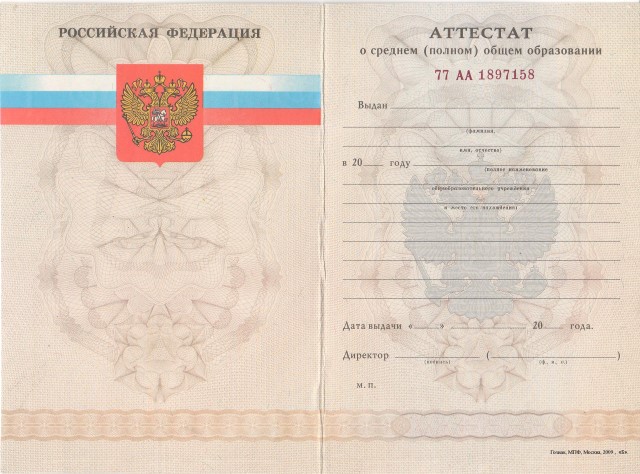 РОССИЙСКАЯ ФЕДЕРАЦИЯ
АТТЕСТАТ
о среднем (полном) общем образовании
77 АА 1897158
Выдан
(фамилия,
имя, отчество)
в 20 году
(полное наименование
общеобразовательного учреждения
и место его нахождения)
Дата выдачи « » 20 года.
Директор
(подпись) (ф. и. о.)
М. П.
Гознак, МПФ, Москва, 2009 , «Б»